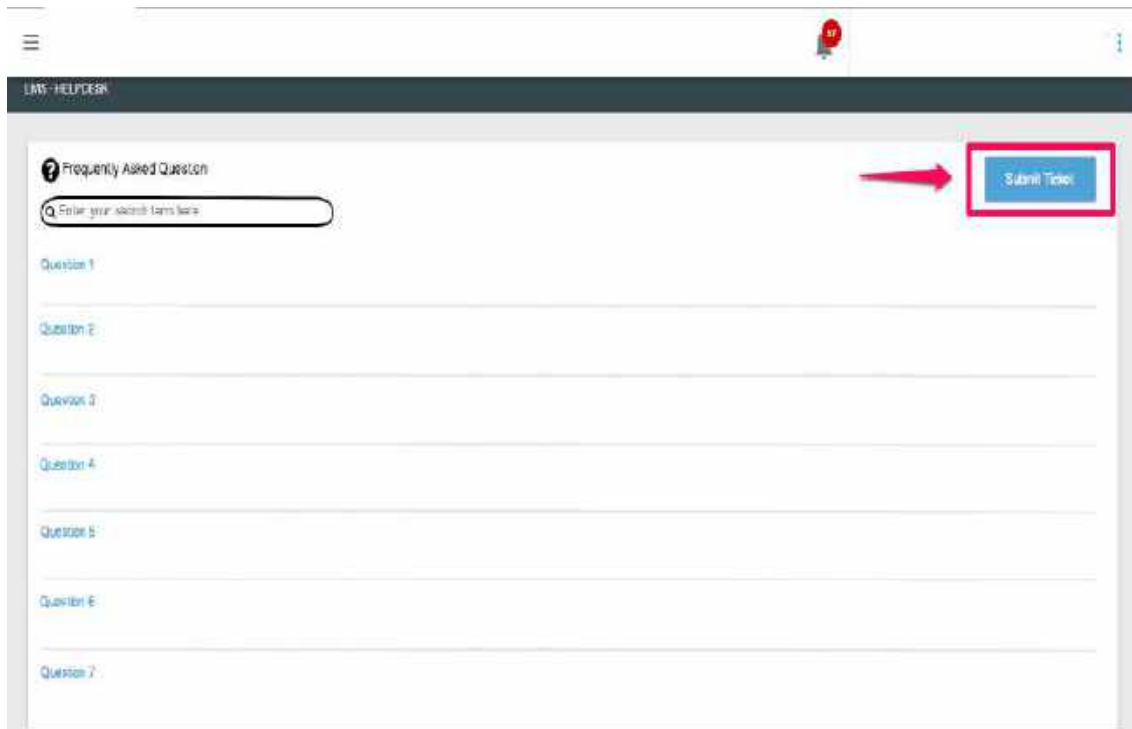 LMS - HELPDESK
Frequently Asked Question
Submit Ticket
Enter your search term here
Question 1
Question 2
Question 3
Question 4
Question 5
Question 6
Question 7